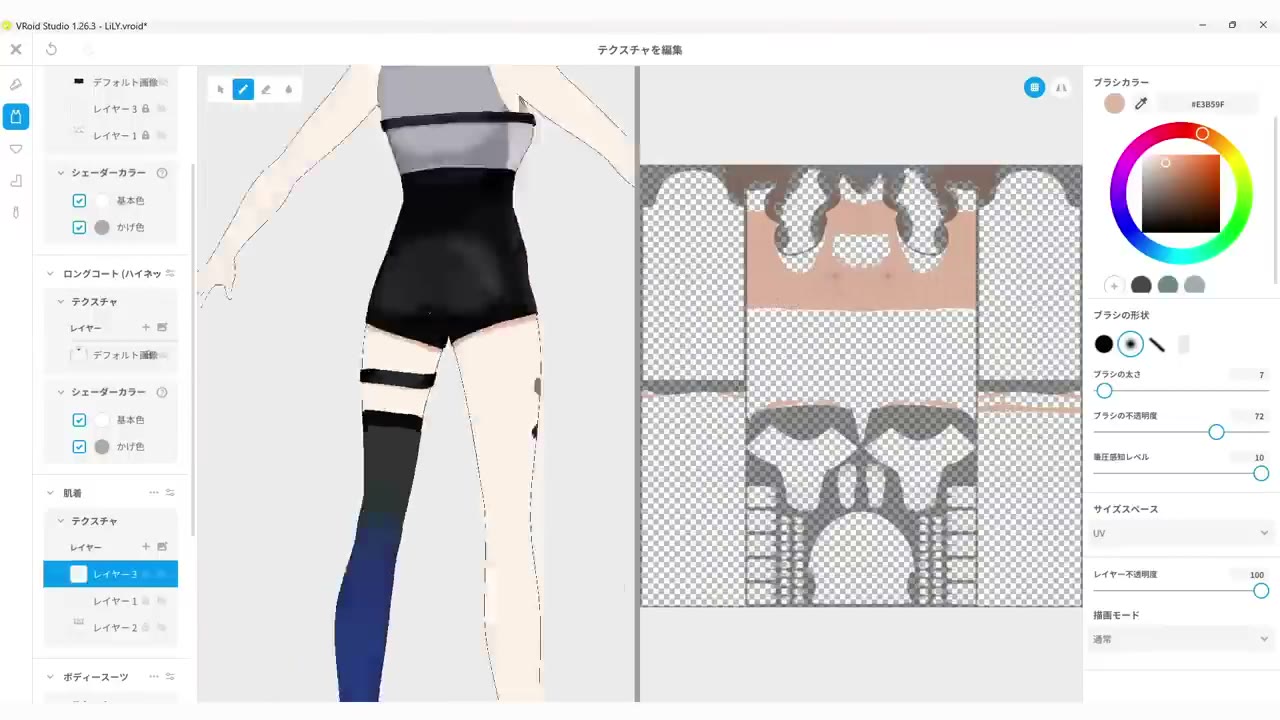 VRoid Studio 1.26.3 - LiLY.vroid*
テクスチャを編集
デフォルト画像
レイヤー 3
レイヤー 1
シェーダーカラー
基本色
かげ色
ロングコート (ハイネッ
テクスチャ
レイヤー
デフォルト画像
シェーダーカラー
基本色
かげ色
肌着
テクスチャ
レイヤー
レイヤー 3
レイヤー 1
レイヤー 2
ボディースーツ
ブラシカラー
#E3B59F
ブラシの形状
ブラシの太さ 7
ブラシの不透明度 72
筆圧感知レベル 10
サイズスペース
UV
レイヤー不透明度 100
描画モード
通常